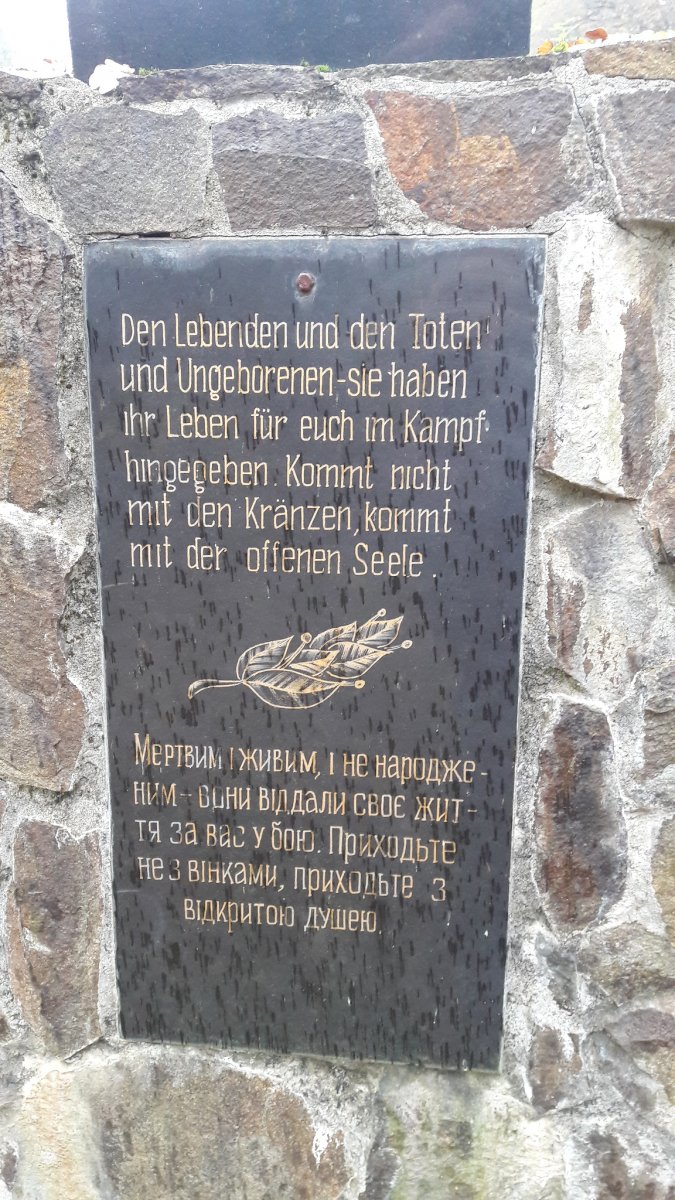 Den Lebenden und den Toten
und Ungeborenen-sie haben
ihr Leben für euch im Kampf
hingegeben. Kommt nicht
mit den Kränzen, kommt
mit der offenen Seele.
Мертвим і живим, і не народже-
ним - вони віддали своє жит-
тя за вас у бою. Приходьте
не з вінками, приходьте з
відкритою душею.